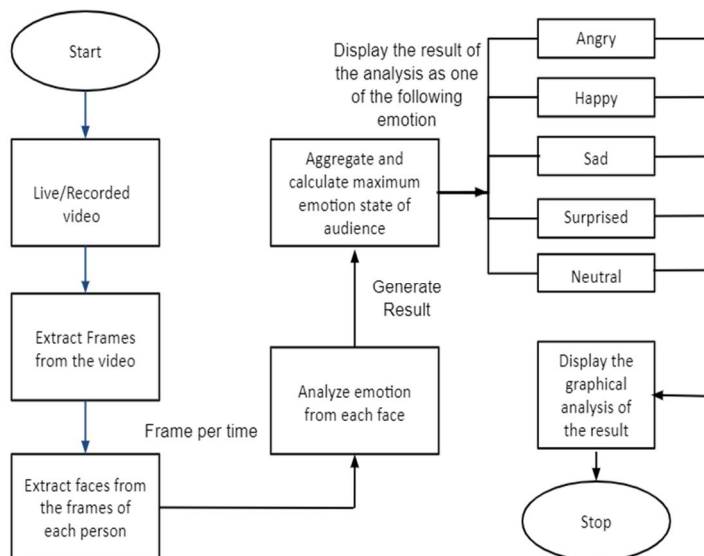 Start
Live/Recorded
video
Extract Frames
from the video
Extract faces from
the frames of
each person
Frame per time
Analyze emotion
from each face
Generate
Result
Aggregate and
calculate maximum
emotion state of
audience
Display the result of
the analysis as one
of the following
emotion
Angry
Happy
Sad
Surprised
Neutral
Display the
graphical
analysis of
the result
Stop